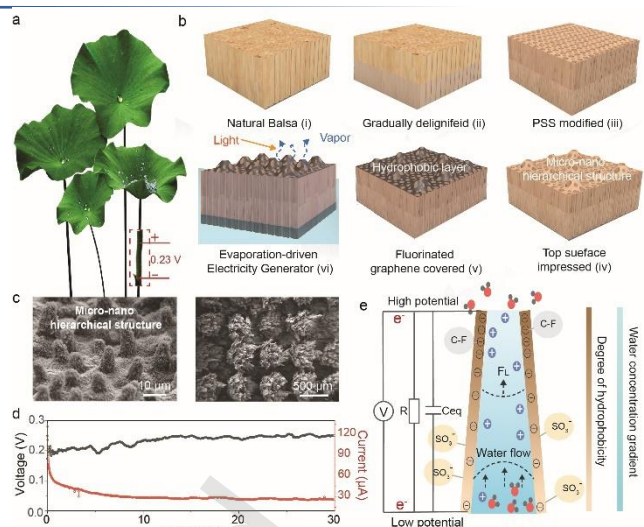 a
+
0.23 V
−
b
Natural Balsa (i)
Gradually delignifeid (ii)
PSS modified (iii)
Light
Vapor
Hydrophobic layer
Micro-nano
hierarchical structure
Evaporation-driven
Electricity Generator (vi)
Fluorinated
graphene covered (v)
Top sueface
impressed (iv)
c
Micro-nano
hierarchical structure
10 μm
500 μm
d
Voltage (V)
0.3
0.2
0.1
0.0
0
10
20
30
120
90
60
30
Current (μA)
e
High potential
e⁻
C-F
C-F
FL
V
R
Ceq
SO₃⁻
SO₃⁻
SO₃⁻
SO₃⁻
Water flow
e⁻
Low potential
Degree of hydrophobicity
Water concentration gradient